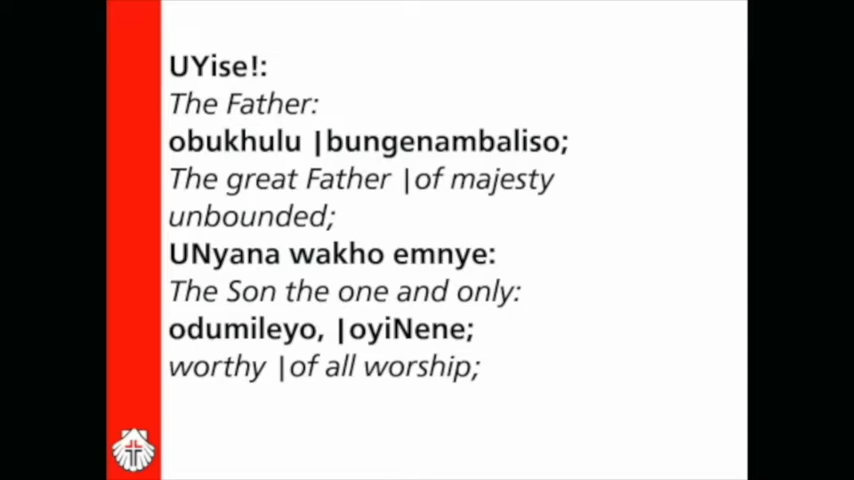 UYise!:
The Father:
obukhulu |bungenambaliso;
The great Father |of majesty
unbounded;
UNyana wakho emnye:
The Son the one and only:
odumileyo, |oyiNene;
worthy |of all worship;